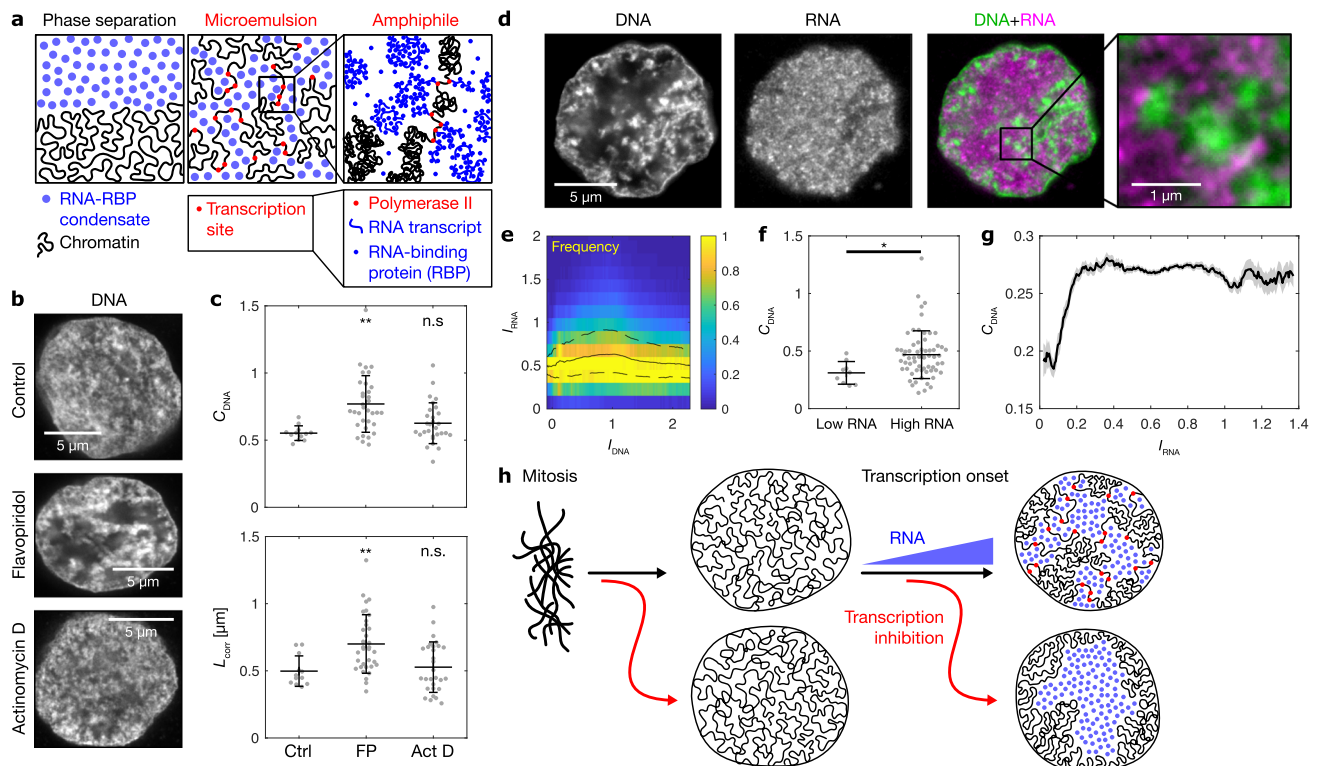 a
Phase separation
Microemulsion
Amphiphile
RNA-RBP
condensate
Chromatin
Transcription
site
Polymerase II
RNA transcript
RNA-binding
protein (RBP)
b
DNA
Control
5 µm
Flavopiridol
5 µm
Actinomycin D
5 µm
c
C_DNA
1.5
1
0.5
0
**
n.s
L_corr [µm]
1.5
1
0.5
0
**
n.s.
Ctrl
FP
Act D
d
DNA
RNA
DNA+RNA
5 µm
1 µm
e
Frequency
I_RNA
2
1.5
1
0.5
0
0
1
2
I_DNA
1
0.8
0.6
0.4
0.2
0
f
C_DNA
1.5
1
0.5
0
*
Low RNA
High RNA
g
C_DNA
0.3
0.25
0.2
0.15
0
0.2
0.4
0.6
0.8
1
1.2
1.4
I_RNA
h
Mitosis
Transcription onset
RNA
Transcription
inhibition